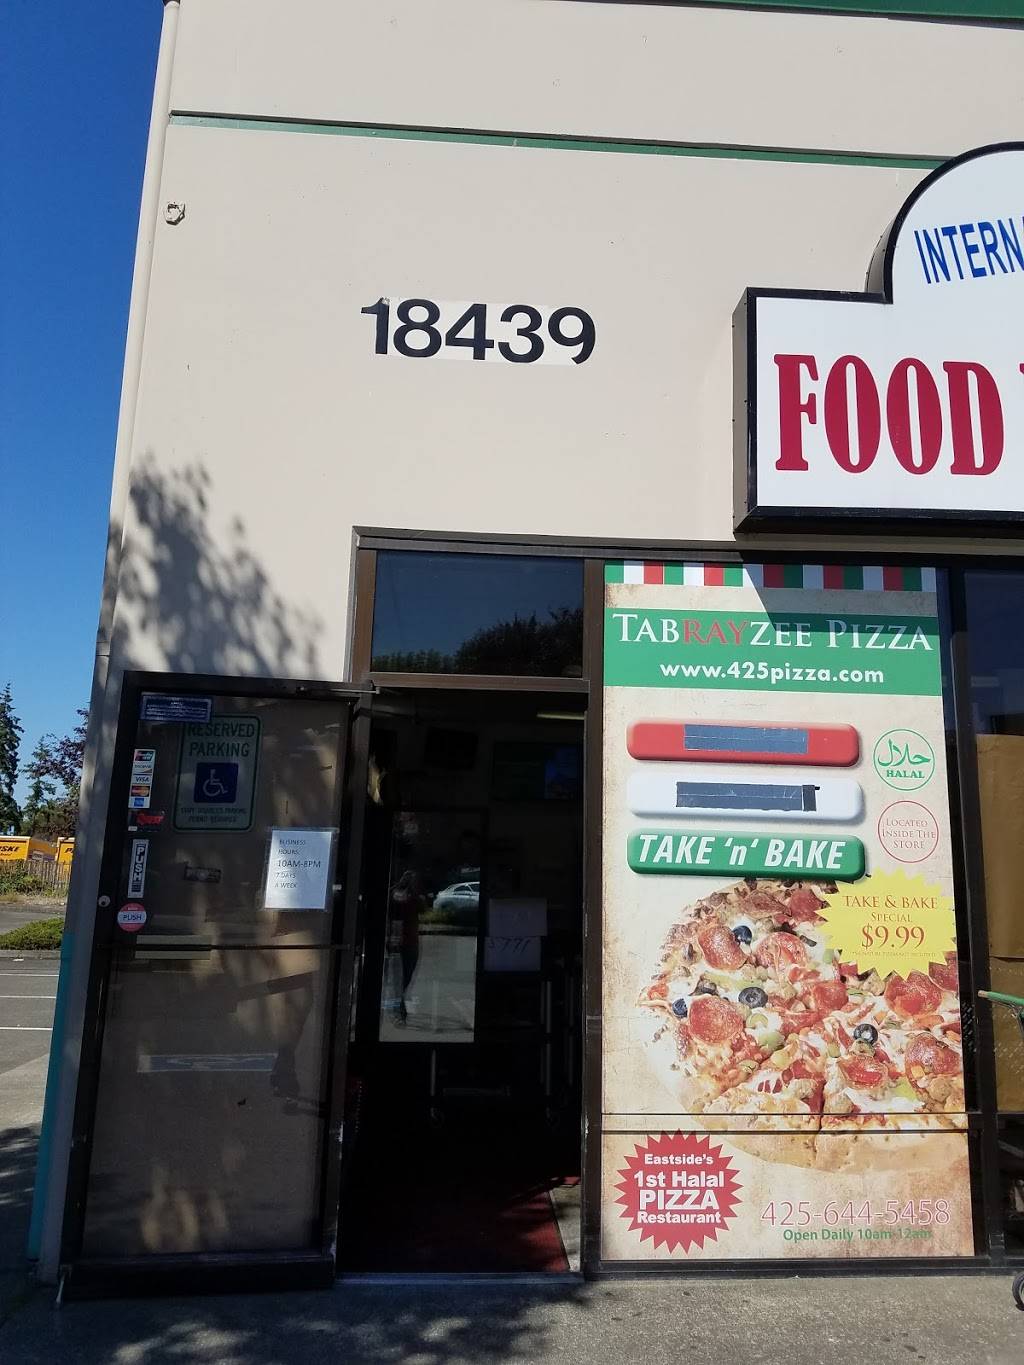 18439
INTERN
FOOD
TABRAYZEE PIZZA
www.425pizza.com
حلال
HALAL
LOCATED
INSIDE THE
STORE
TAKE 'n' BAKE
TAKE & BAKE
SPECIAL
$9.99
Eastside's
1st Halal
PIZZA
Restaurant
425-644-5458
Open Daily 10am-12am
RESERVED
PARKING
VISA
BUSINESS
HOURS:
10AM-8PM
7 DAYS
A WEEK
PUSH
PUSH